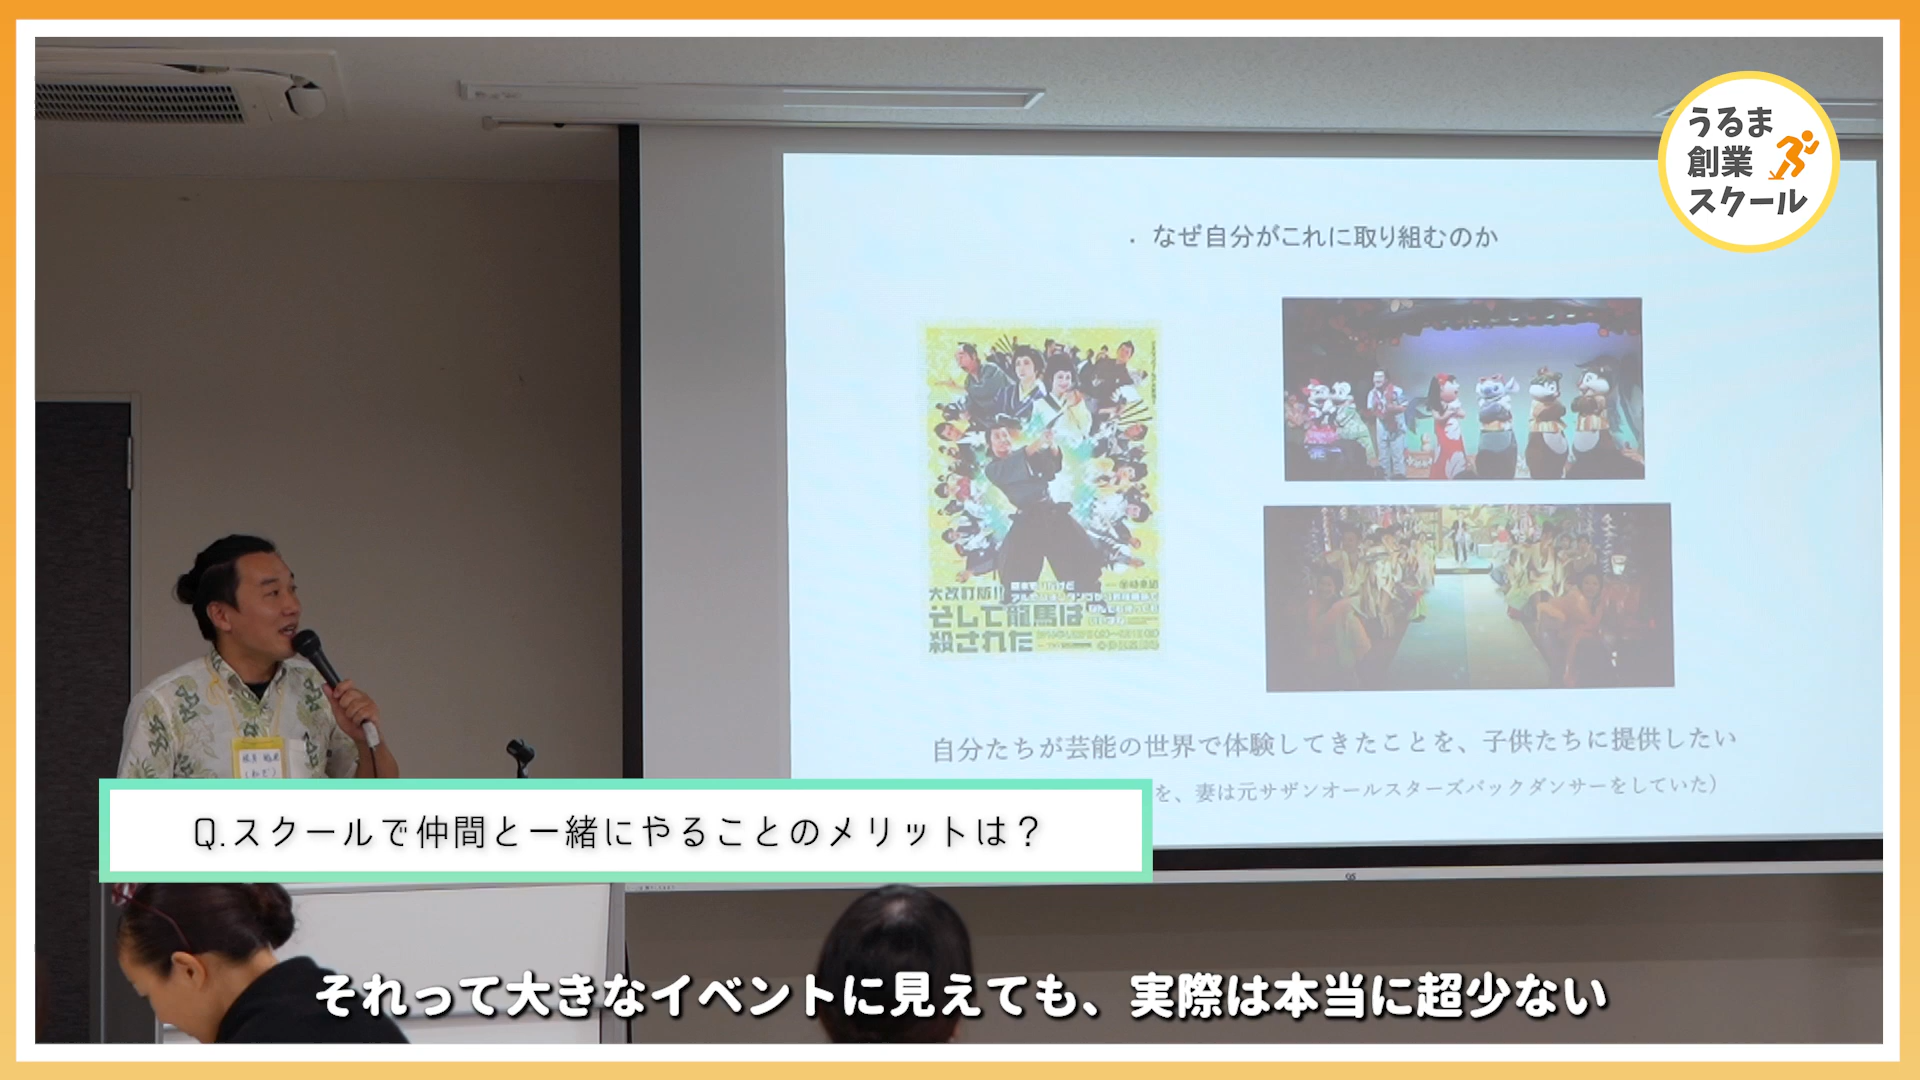 うるま
創業
スクール
・なぜ自分がこれに取り組むのか
大改訂版!!
そして龍馬は
殺された
自分たちが芸能の世界で体験してきたことを、子供たちに提供したい
を、妻は元サザンオールスターズバックダンサーをしていた）
Q.スクールで仲間と一緒にやることのメリットは？
それって大きなイベントに見えても、実際は本当に超少ない